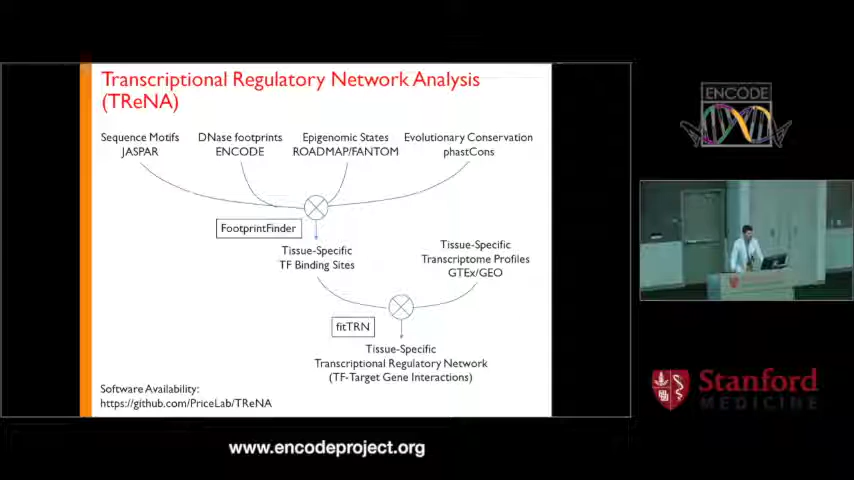 Transcriptional Regulatory Network Analysis
(TReNA)
Sequence Motifs
JASPAR
DNase footprints
ENCODE
Epigenomic States
ROADMAP/FANTOM
Evolutionary Conservation
phastCons
FootprintFinder
Tissue-Specific
TF Binding Sites
Tissue-Specific
Transcriptome Profiles
GTEx/GEO
fitTRN
Tissue-Specific
Transcriptional Regulatory Network
(TF-Target Gene Interactions)
Software Availability:
https://github.com/PriceLab/TReNA
ENCODE
Stanford
MEDICINE
www.encodeproject.org